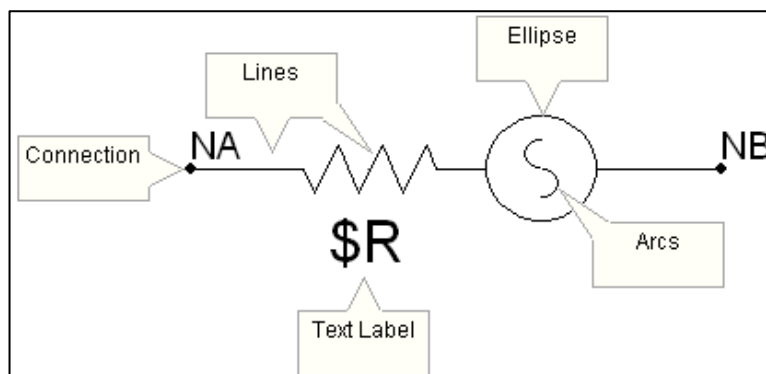 Ellipse
Lines
Connection
NA
NB
$R
Arcs
Text Label